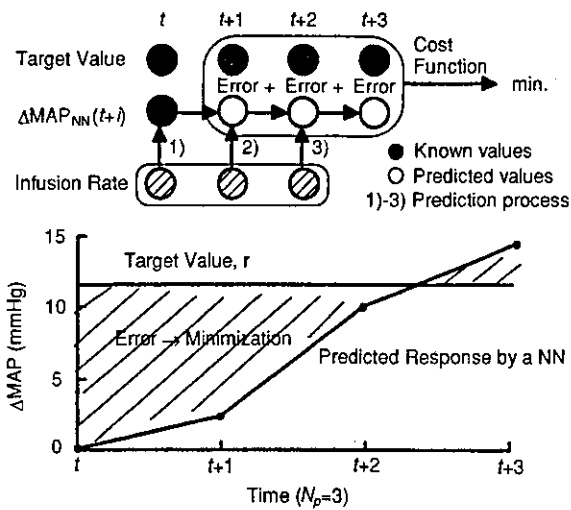 t t+1 t+2 t+3
Target Value
Cost
Function
min.
Error + Error + Error
ΔMAP_NN(t+i)
1) 2) 3)
Known values
Infusion Rate
Predicted values
1)-3) Prediction process
15
Target Value, r
10
Error → Minimization
Predicted Response by a NN
5
0
ΔMAP (mmHg)
t t+1 t+2 t+3
Time (N_p=3)